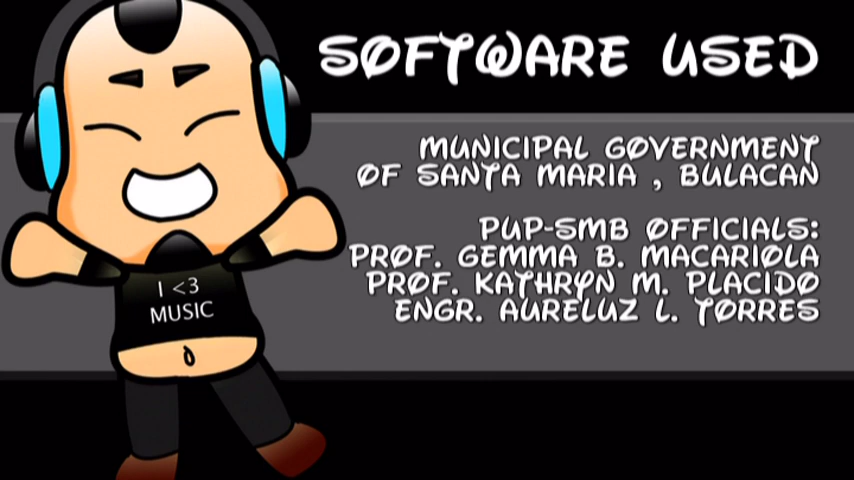 SOFTWARE USED
MUNICIPAL GOVERNMENT
OF SANTA MARIA , BULACAN
PUP-SMB OFFICIALS:
PROF. GEMMA B. MACARIOLA
PROF. KATHRYN M. PLACIDO
ENGR. AURELUZ L. TORRES
I <3
MUSIC